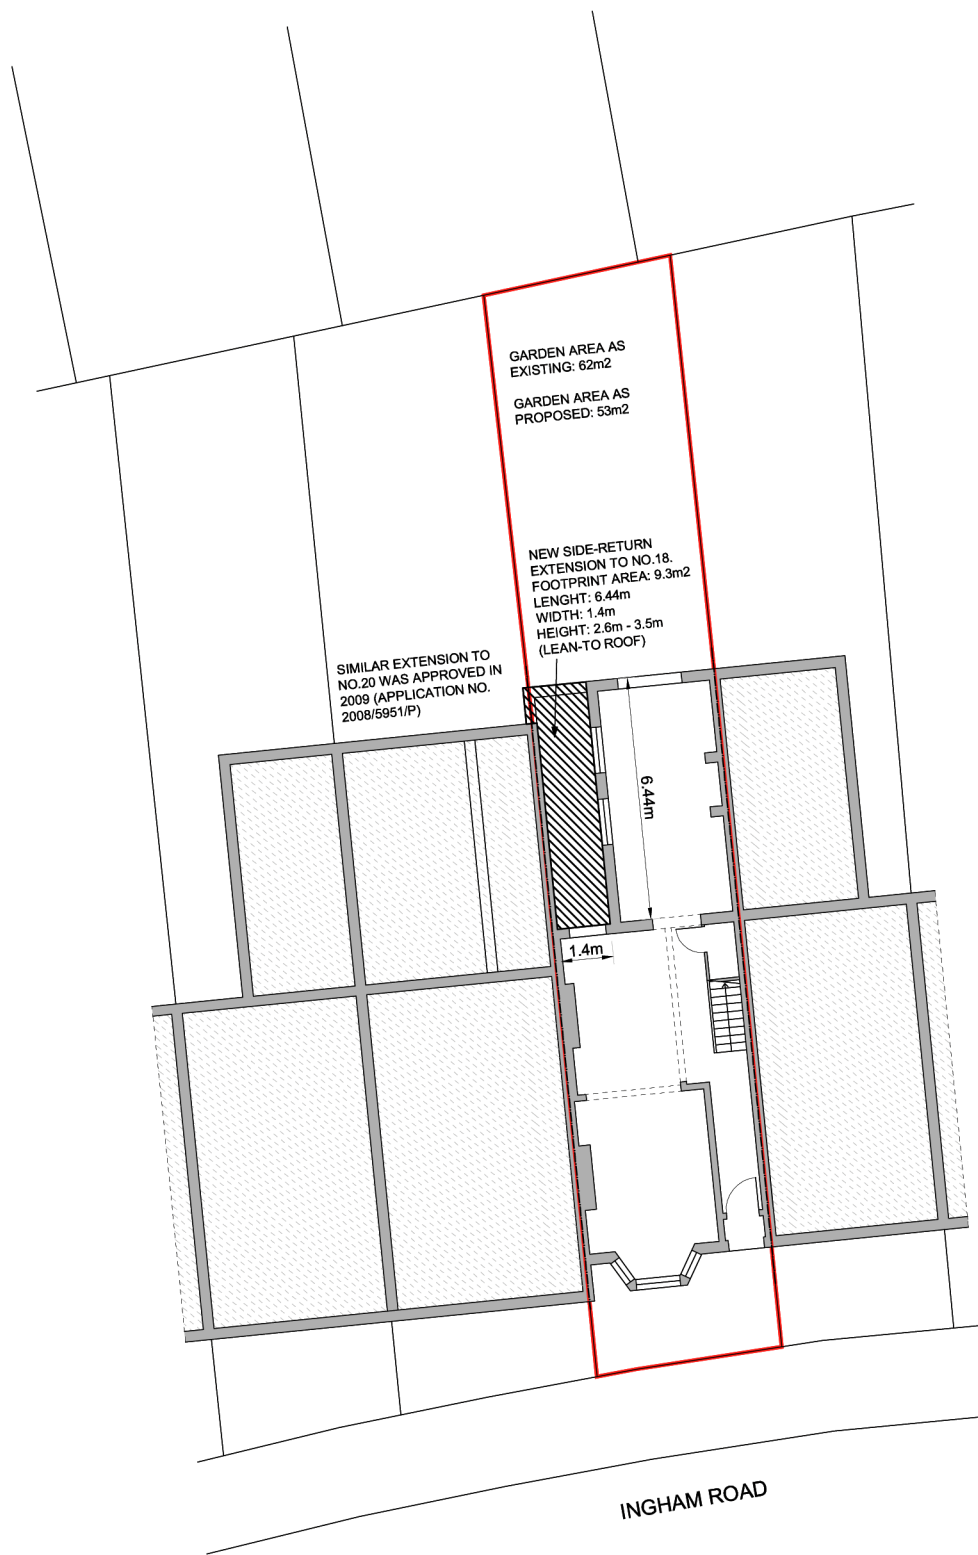 GARDEN AREA AS
EXISTING: 62m2
GARDEN AREA AS
PROPOSED: 53m2
NEW SIDE-RETURN
EXTENSION TO NO.18.
FOOTPRINT AREA: 9.3m2
LENGHT: 6.44m
WIDTH: 1.4m
HEIGHT: 2.6m - 3.5m
(LEAN-TO ROOF)
SIMILAR EXTENSION TO
NO.20 WAS APPROVED IN
2009 (APPLICATION NO.
2008/5951/P)
6.44m
1.4m
INGHAM ROAD